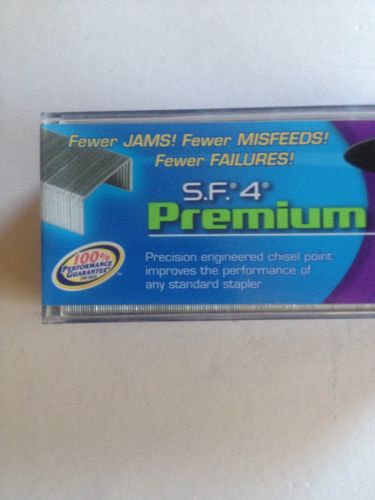 Fewer JAMS! Fewer MISFEEDS!
Fewer FAILURES!
S.F.® 4®
Premium
100%
PERFORMANCE
GUARANTEE
Precision engineered chisel point
improves the performance of
any standard stapler